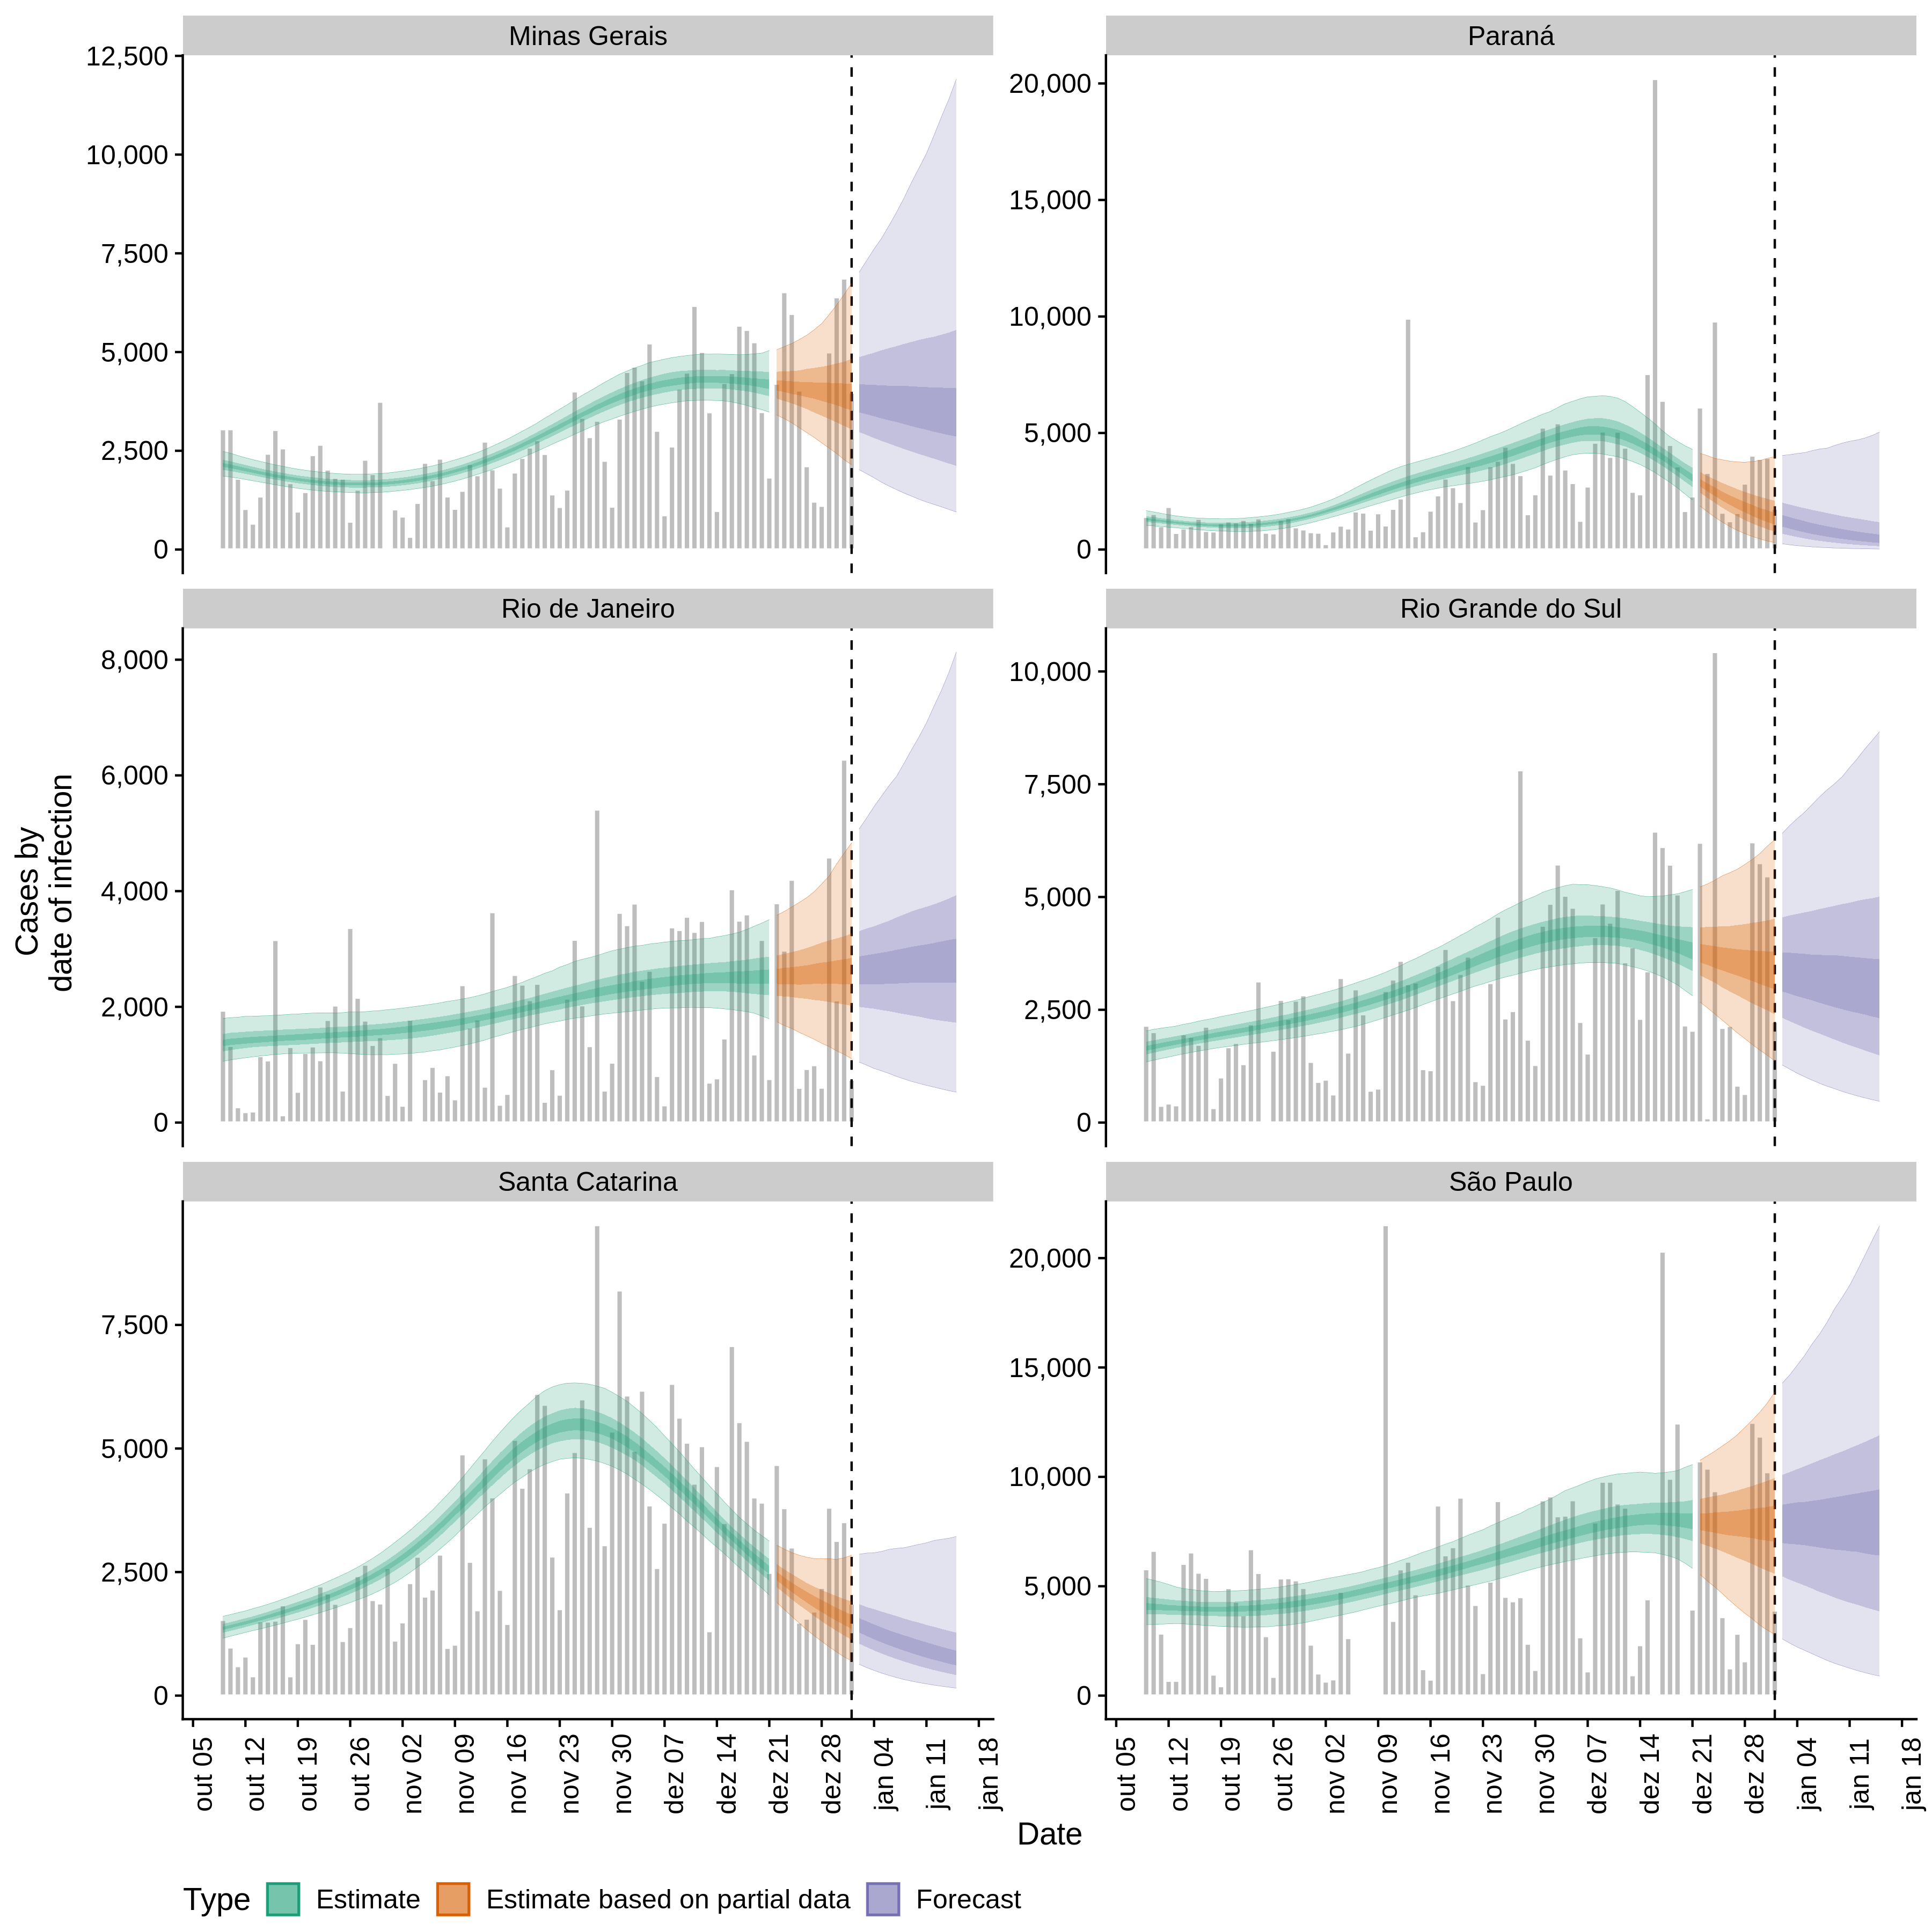 Minas Gerais
Paraná
12,500
10,000
7,500
5,000
2,500
0
20,000
15,000
10,000
5,000
0
Rio de Janeiro
Rio Grande do Sul
8,000
6,000
4,000
2,000
0
10,000
7,500
5,000
2,500
0
Cases by
date of infection
Santa Catarina
São Paulo
7,500
5,000
2,500
0
20,000
15,000
10,000
5,000
0
out 05
out 12
out 19
out 26
nov 02
nov 09
nov 16
nov 23
nov 30
dez 07
dez 14
dez 21
dez 28
jan 04
jan 11
jan 18
out 05
out 12
out 19
out 26
nov 02
nov 09
nov 16
nov 23
nov 30
dez 07
dez 14
dez 21
dez 28
jan 04
jan 11
jan 18
Date
Type Estimate Estimate based on partial data Forecast